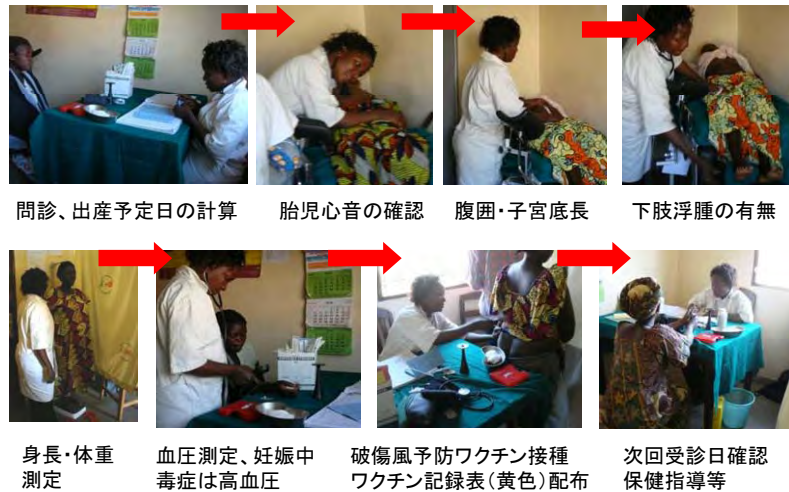 問診、出産予定日の計算
胎児心音の確認
腹囲・子宮底長
下肢浮腫の有無
身長・体重
測定
血圧測定、妊娠中
毒症は高血圧
破傷風予防ワクチン接種
ワクチン記録表(黄色)配布
次回受診日確認
保健指導等